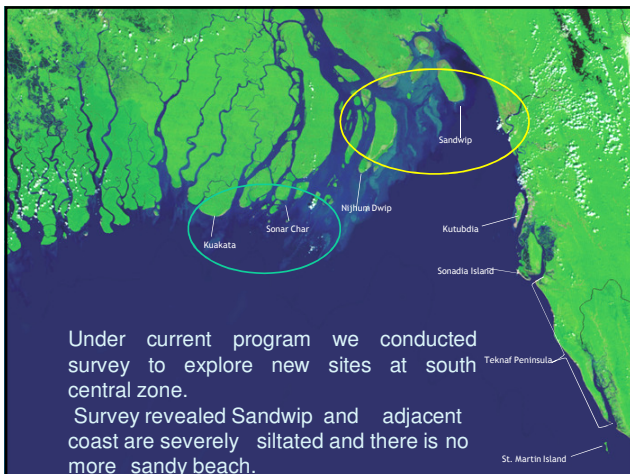 Sandwip
Nijhum Dwip
Sonar Char
Kuakata
Kutubdia
Sonadia Island
Teknaf Peninsula
St. Martin Island
Under current program we conducted
survey to explore new sites at south
central zone.
Survey revealed Sandwip and adjacent
coast are severely siltated and there is no
more sandy beach.